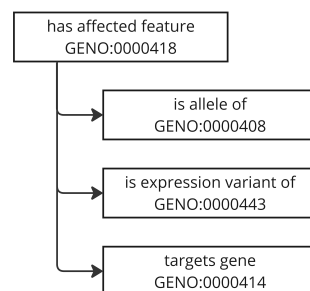 has affected feature
GENO:0000418
is allele of
GENO:0000408
is expression variant of
GENO:0000443
targets gene
GENO:0000414